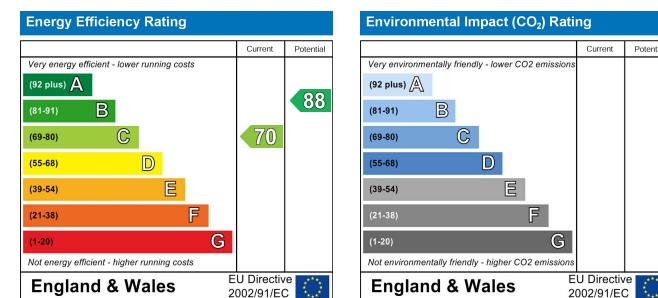 Energy Efficiency Rating
Current Potential
Very energy efficient - lower running costs
(92 plus) A
(81-91) B
88
(69-80) C
70
(55-68) D
(39-54) E
(21-38) F
(1-20) G
Not energy efficient - higher running costs
England & Wales
EU Directive
2002/91/EC
Environmental Impact (CO₂) Rating
Current Potent
Very environmentally friendly - lower CO2 emissions
(92 plus) A
(81-91) B
(69-80) C
(55-68) D
(39-54) E
(21-38) F
(1-20) G
Not environmentally friendly - higher CO2 emissions
England & Wales
EU Directive
2002/91/EC